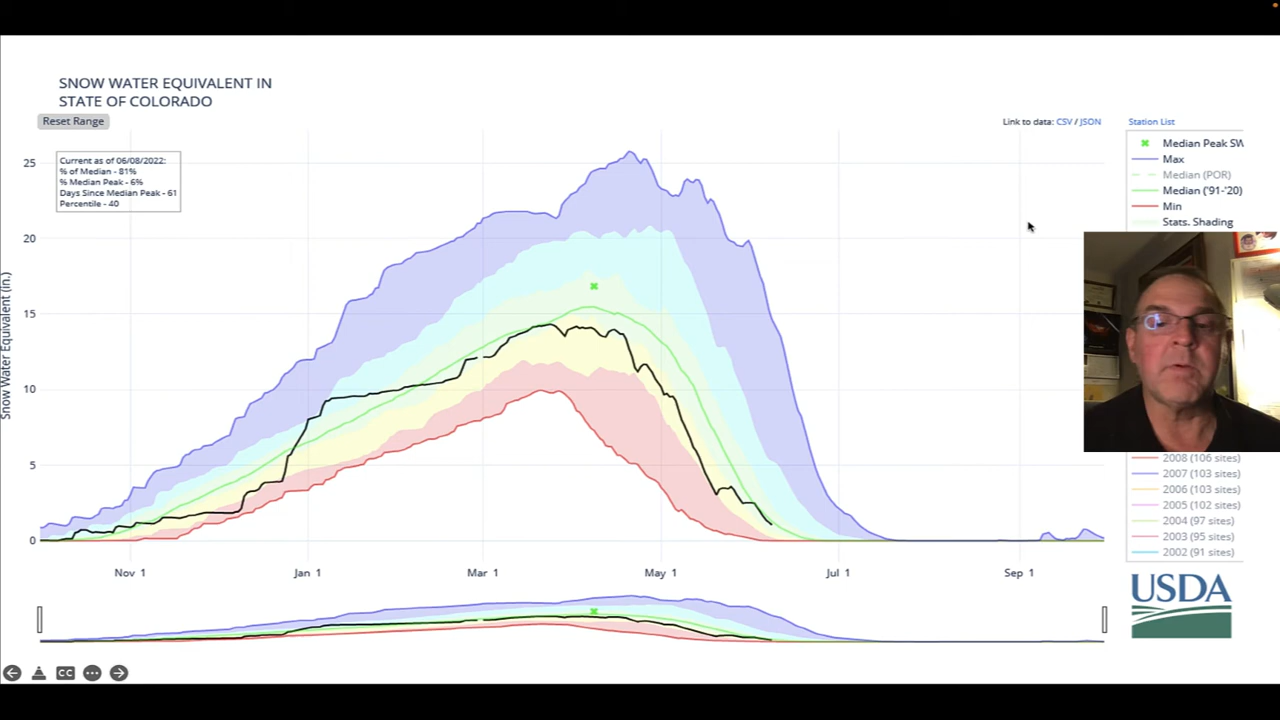 SNOW WATER EQUIVALENT IN
STATE OF COLORADO
Reset Range
Link to data: CSV / JSON
Station List
Current as of 06/08/2022:
% of Median - 81%
% Median Peak - 6%
Days Since Median Peak - 61
Percentile - 40
Median Peak SW
Max
Median (POR)
Median ('91-'20)
Min
Stats. Shading
2008 (106 sites)
2007 (103 sites)
2006 (103 sites)
2005 (102 sites)
2004 (97 sites)
2003 (95 sites)
2002 (91 sites)
Snow Water Equivalent (in.)
25
20
15
10
5
0
Nov 1
Jan 1
Mar 1
May 1
Jul 1
Sep 1
USDA
CC